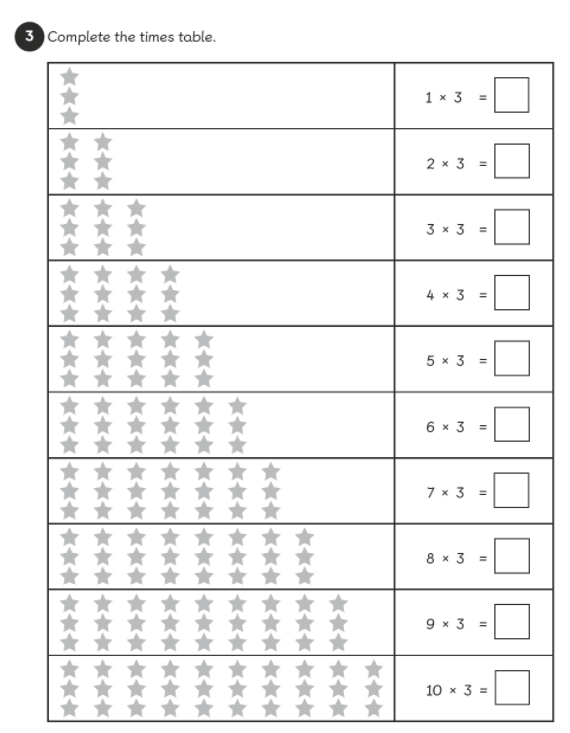 3 Complete the times table.
1 × 3 =
2 × 3 =
3 × 3 =
4 × 3 =
5 × 3 =
6 × 3 =
7 × 3 =
8 × 3 =
9 × 3 =
10 × 3 =